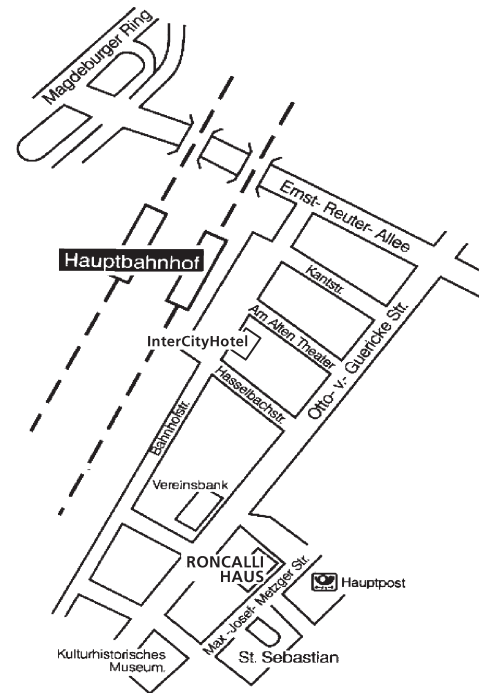 Magdeburger Ring
Ernst- Reuter- Allee
Hauptbahnhof
Kantstr.
Am Alten Theater
Otto- v.- Guericke Str.
InterCityHotel
Hasselbachstr.
Bahnhofstr.
Vereinsbank
RONCALLI
HAUS
Max -Josef- Metzger Str.
Hauptpost
Kulturhistorisches
Museum.
St. Sebastian